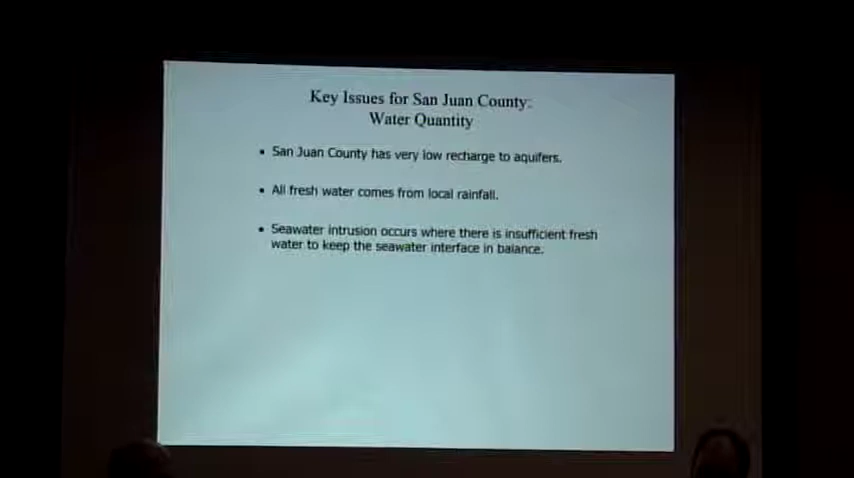 Key Issues for San Juan County:
Water Quantity
• San Juan County has very low recharge to aquifers.
• All fresh water comes from local rainfall.
• Seawater intrusion occurs where there is insufficient fresh
water to keep the seawater interface in balance.